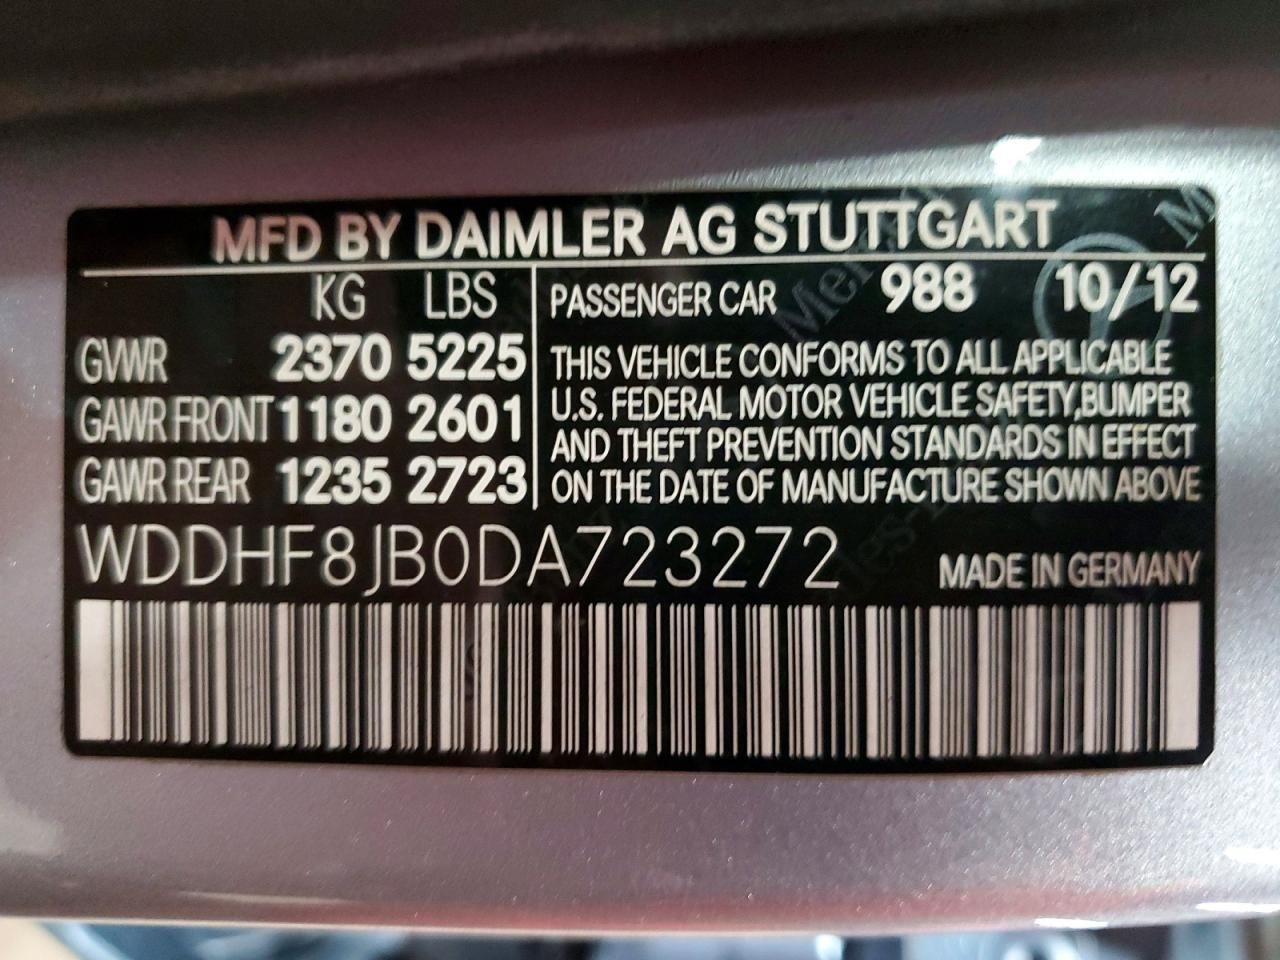 MFD BY DAIMLER AG STUTTGART
KG LBS
GVWR 2370 5225
GAWR FRONT 1180 2601
GAWR REAR 1235 2723
PASSENGER CAR 988 10/12
THIS VEHICLE CONFORMS TO ALL APPLICABLE
U.S. FEDERAL MOTOR VEHICLE SAFETY,BUMPER
AND THEFT PREVENTION STANDARDS IN EFFECT
ON THE DATE OF MANUFACTURE SHOWN ABOVE
WDDHF8JB0DA723272
MADE IN GERMANY